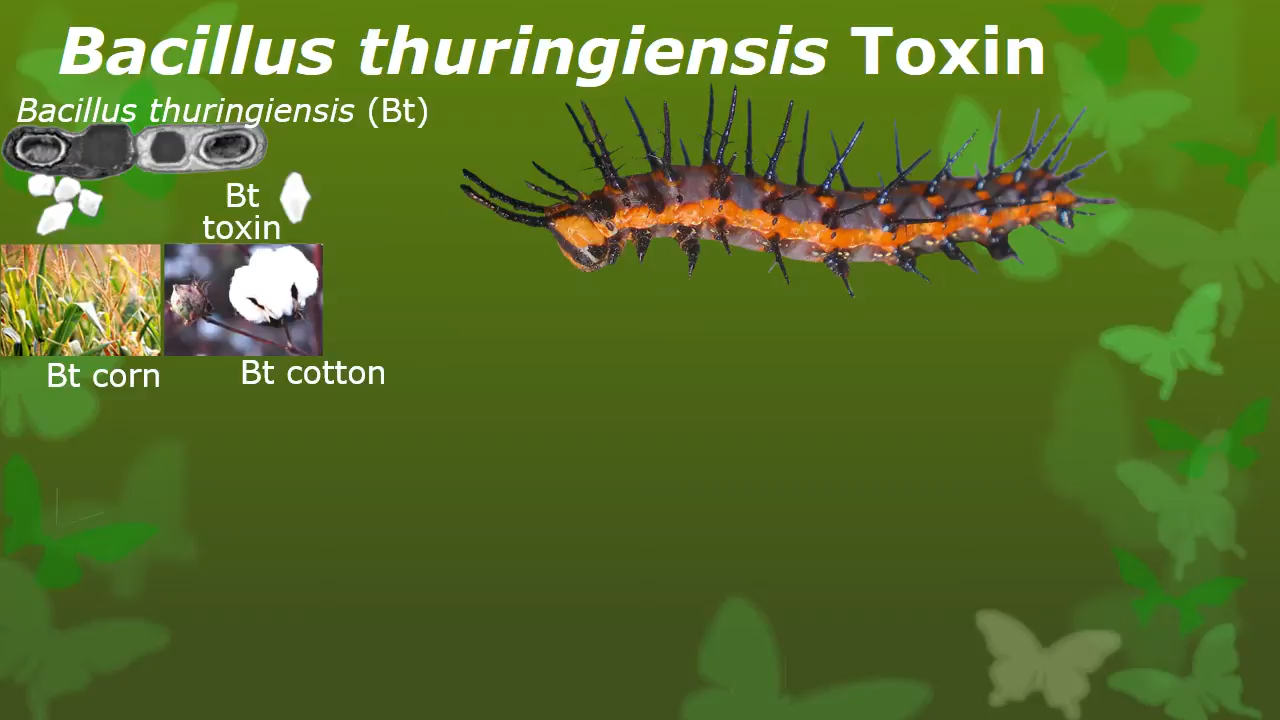 Bacillus thuringiensis Toxin
Bacillus thuringiensis (Bt)
Bt
toxin
Bt corn
Bt cotton